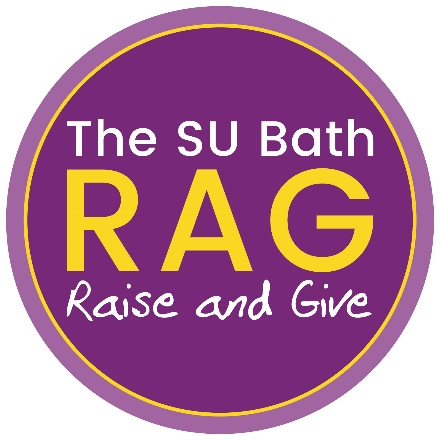 The SU Bath
RAG
Raise and Give